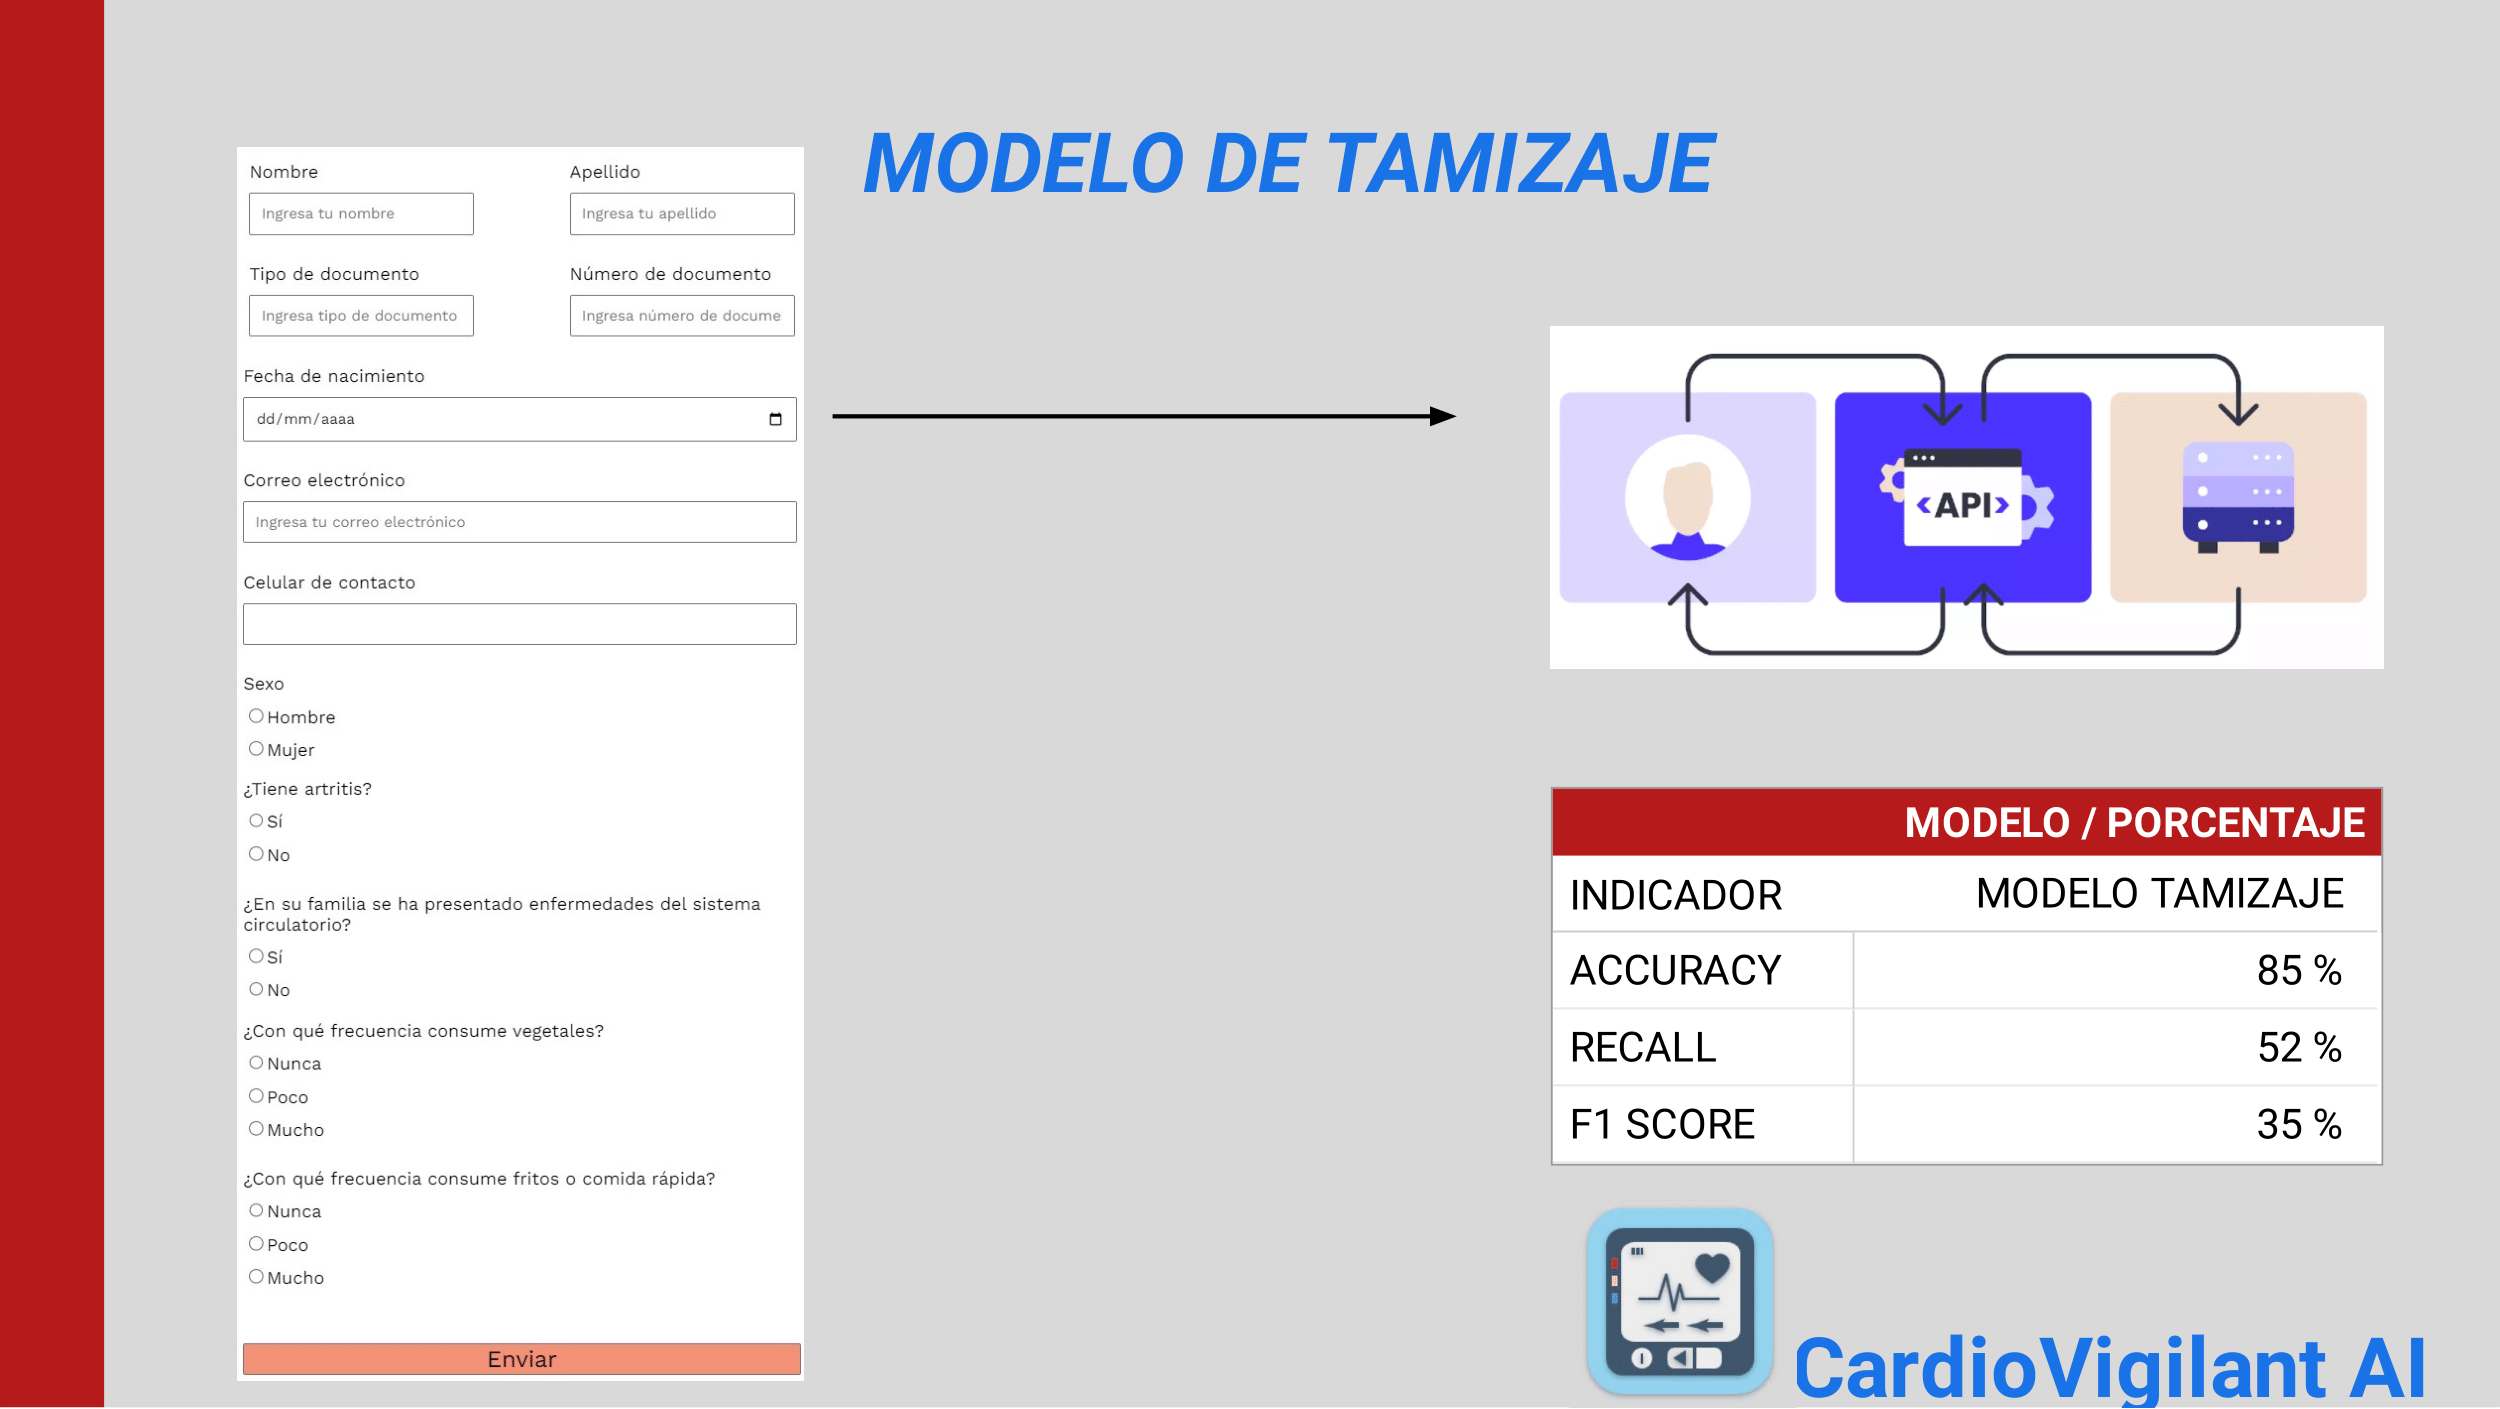 MODELO DE TAMIZAJE
Nombre
Apellido
Ingresa tu nombre
Ingresa tu apellido
Tipo de documento
Número de documento
Ingresa tipo de documento
Ingresa número de docume
Fecha de nacimiento
dd/mm/aaaa
Correo electrónico
Ingresa tu correo electrónico
Celular de contacto
Sexo
Hombre
Mujer
¿Tiene artritis?
Sí
No
¿En su familia se ha presentado enfermedades del sistema
circulatorio?
Sí
No
¿Con qué frecuencia consume vegetales?
Nunca
Poco
Mucho
¿Con qué frecuencia consume fritos o comida rápida?
Nunca
Poco
Mucho
Enviar
<API>
MODELO / PORCENTAJE
INDICADOR MODELO TAMIZAJE
ACCURACY 85 %
RECALL 52 %
F1 SCORE 35 %
CardioVigilant AI